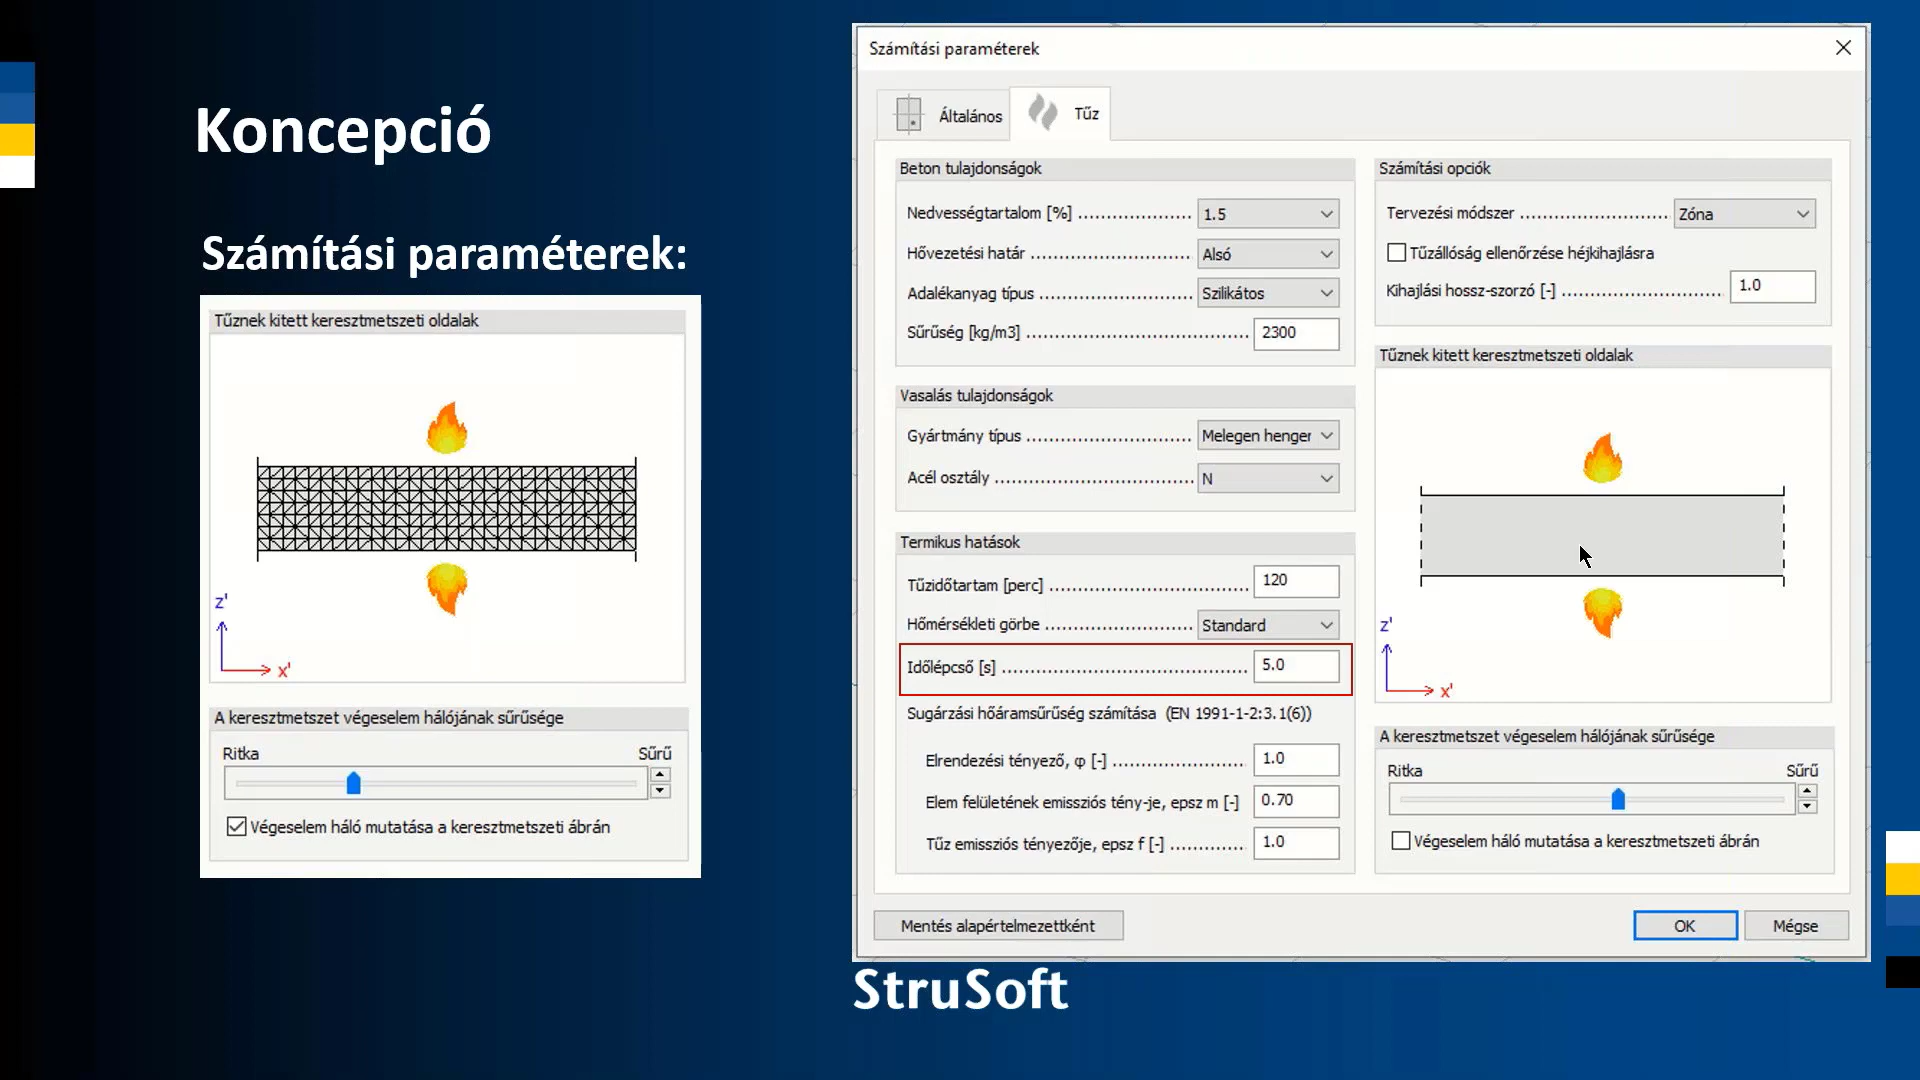 Koncepció
Számítási paraméterek:
Tűznek kitett keresztmetszeti oldalak
z'
x'
A keresztmetszet végeselem hálójának sűrűsége
Ritka Sűrű
Végeselem háló mutatása a keresztmetszeti ábrán
Számítási paraméterek
Általános Tűz
Beton tulajdonságok
Nedvességtartalom [%] 1.5
Hővezetési határ Alsó
Adalékanyag típus Szilikátos
Sűrűség [kg/m3] 2300
Vasalás tulajdonságok
Gyártmány típus Melegen henger
Acél osztály N
Termikus hatások
Tűzidőtartam [perc] 120
Hőmérsékleti görbe Standard
Időlépcső [s] 5.0
Sugárzási hőáramsűrűség számítása (EN 1991-1-2:3.1(6))
Elrendezési tényező, φ [-] 1.0
Elem felületének emissziós tény-je, epsz m [-] 0.70
Tűz emissziós tényezője, epsz f [-] 1.0
Számítási opciók
Tervezési módszer Zóna
Tűzállóság ellenőrzése héjkihajlásra
Kihajlási hossz-szorzó [-] 1.0
Tűznek kitett keresztmetszeti oldalak
z'
x'
A keresztmetszet végeselem hálójának sűrűsége
Ritka Sűrű
Végeselem háló mutatása a keresztmetszeti ábrán
Mentés alapértelmezettként OK Mégse
StruSoft